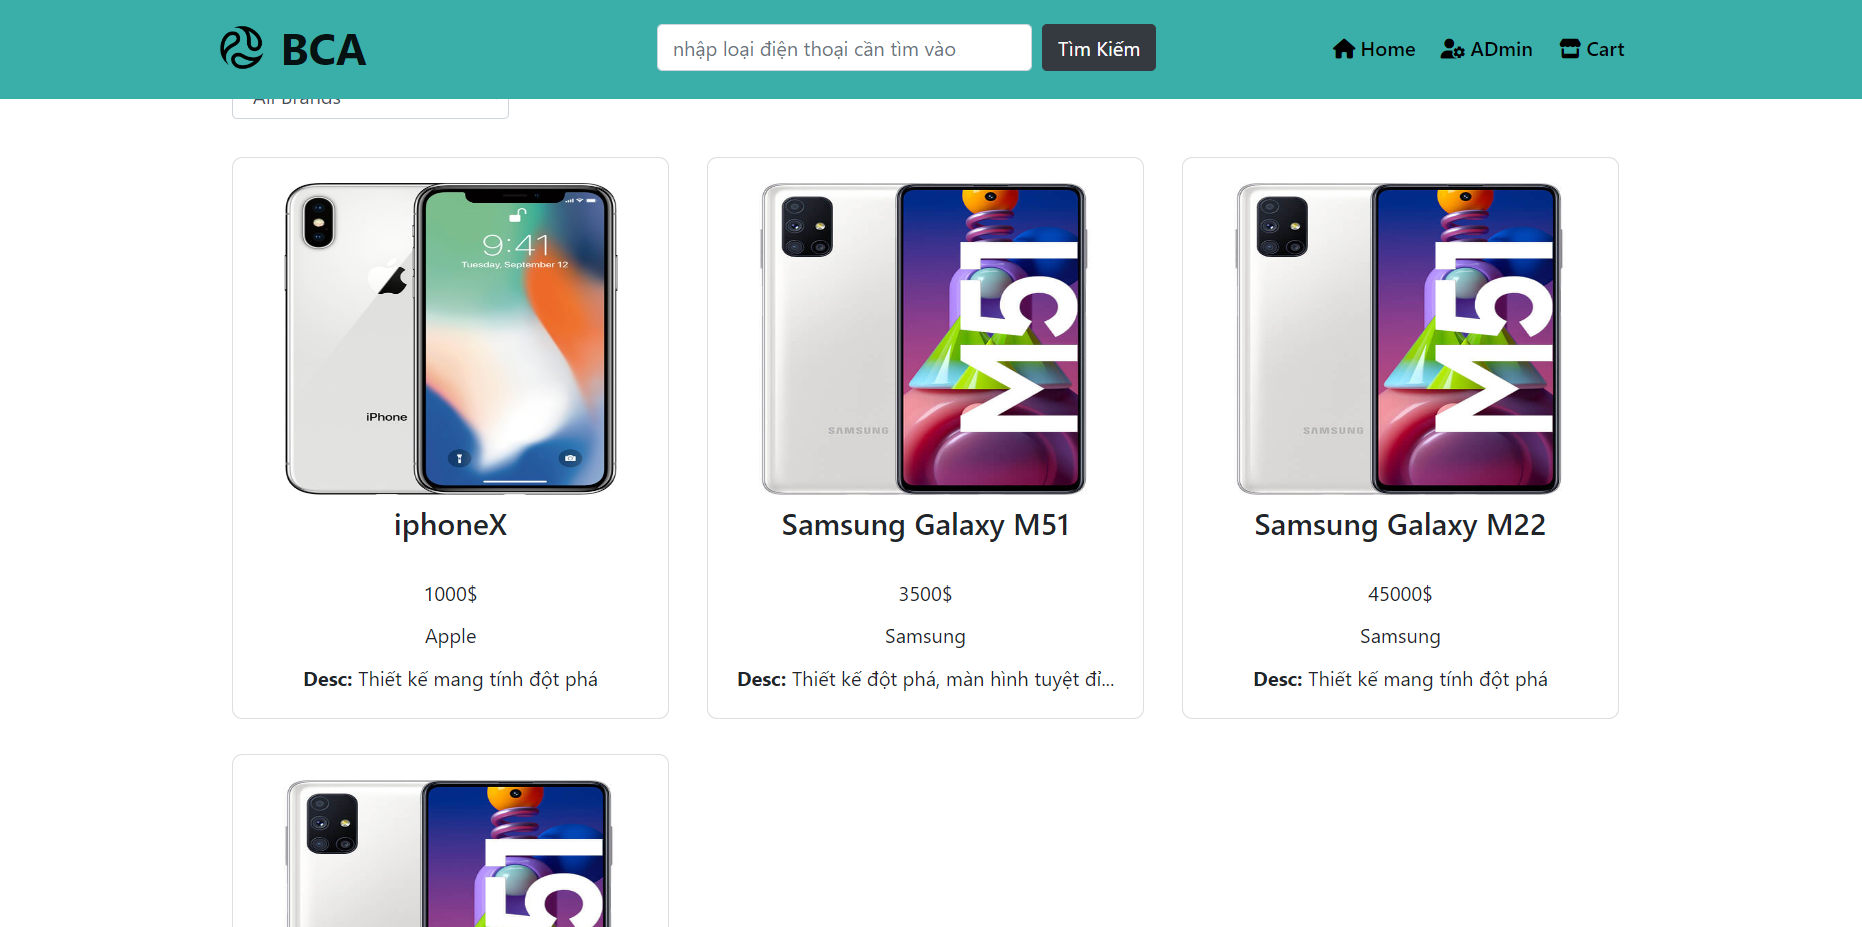 BCA
nhập loại điện thoại cần tìm vào
Tìm Kiếm
Home
ADmin
Cart
All Brands
9:41
Tuesday, September 12
iPhone
SAMSUNG
M51
SAMSUNG
M51
iphoneX
Samsung Galaxy M51
Samsung Galaxy M22
1000$
3500$
45000$
Apple
Samsung
Samsung
Desc: Thiết kế mang tính đột phá
Desc: Thiết kế đột phá, màn hình tuyệt đỉ...
Desc: Thiết kế mang tính đột phá
51